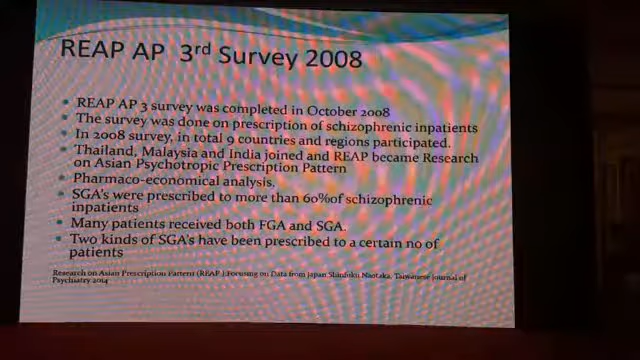 REAP AP 3rd Survey 2008
REAP AP 3 survey was completed in October 2008
The survey was done on prescription of schizophrenic inpatients
In 2008 survey, in total 9 countries and regions participated.
Thailand, Malaysia and India joined and REAP became Research
on Asian Psychotropic Prescription Pattern
Pharmaco-economical analysis.
SGA's were prescribed to more than 60%of schizophrenic
inpatients
Many patients received both FGA and SGA.
Two kinds of SGA's have been prescribed to a certain no of
patients
Research on Asian Prescription Pattern (REAP ):Focusing on Data from Japan Shinfuku Naotaka, Taiwanese Journal of
Psychiatry 2014